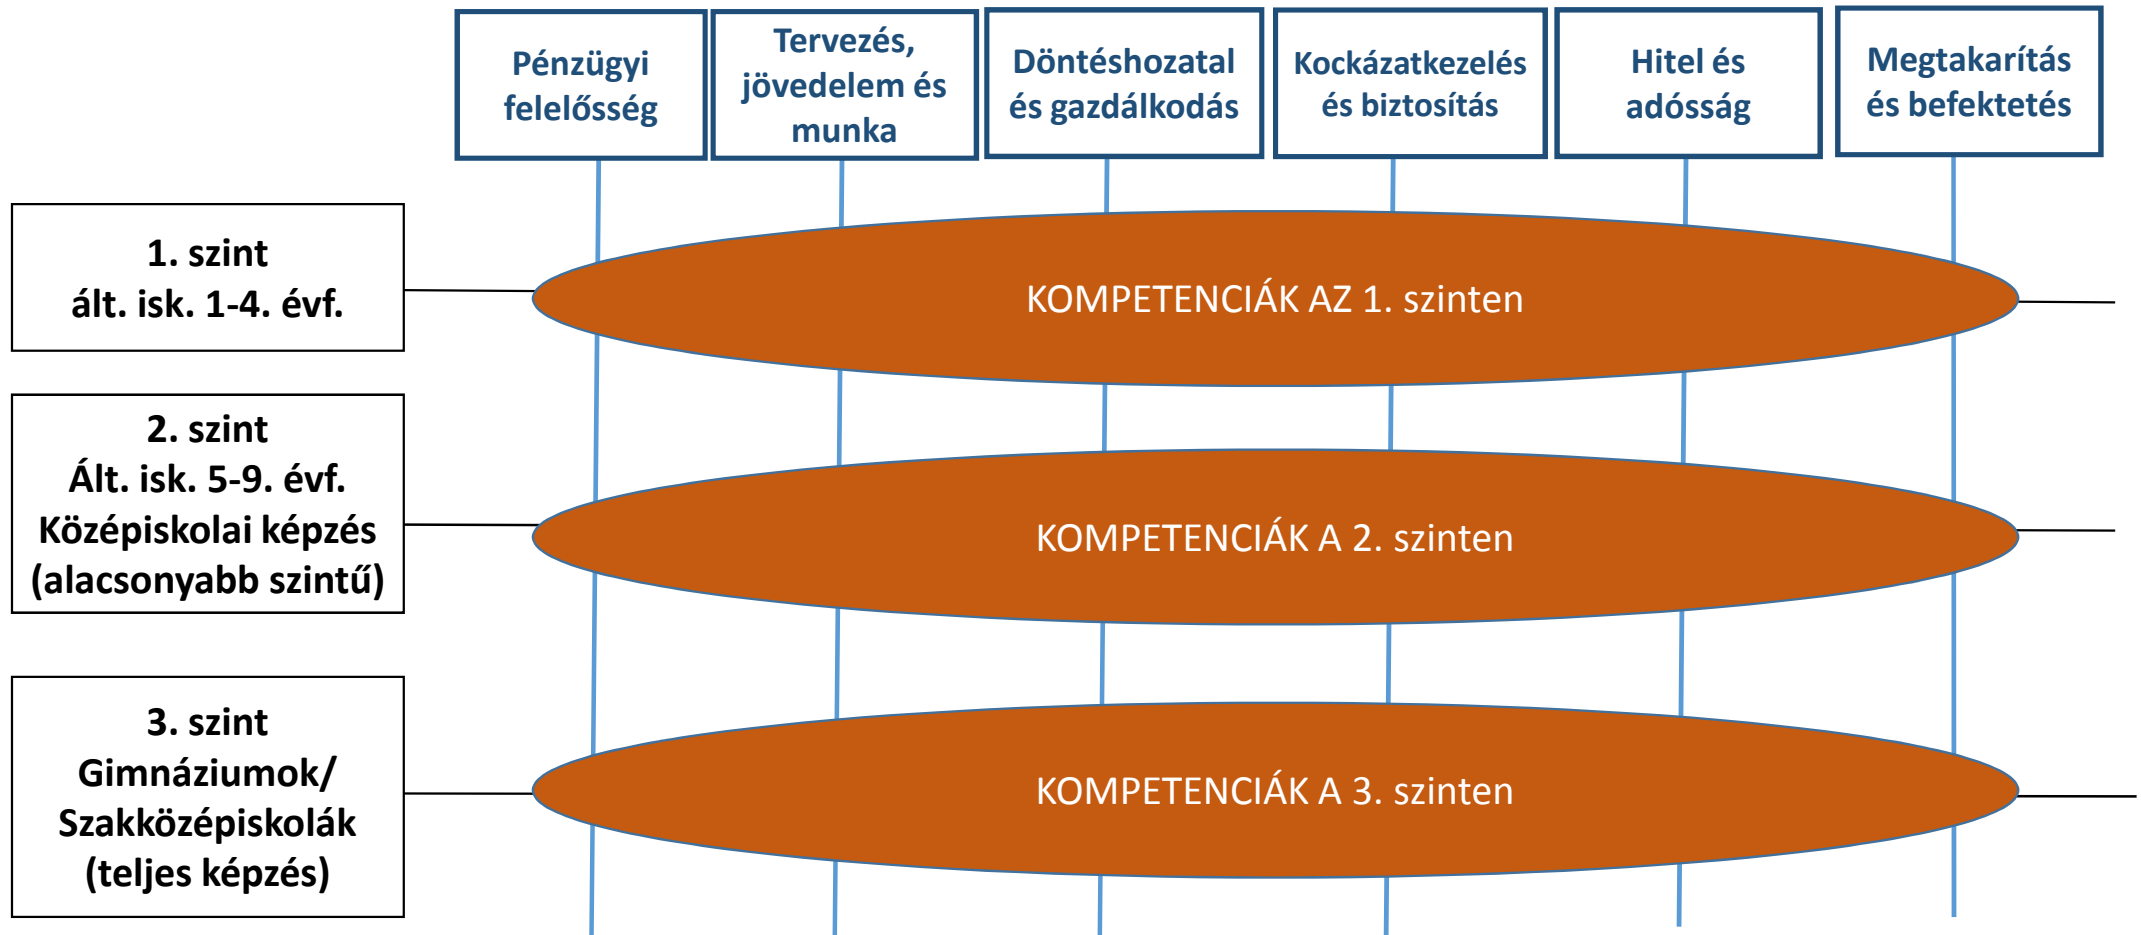 Pénzügyi
felelősség
Tervezés,
jövedelem és
munka
Döntéshozatal
és gazdálkodás
Kockázatkezelés
és biztosítás
Hitel és
adósság
Megtakarítás
és befektetés
1. szint
ált. isk. 1-4. évf.
KOMPETENCIÁK AZ 1. szinten
2. szint
Ált. isk. 5-9. évf.
Középiskolai képzés
(alacsonyabb szintű)
KOMPETENCIÁK A 2. szinten
3. szint
Gimnáziumok/
Szakközépiskolák
(teljes képzés)
KOMPETENCIÁK A 3. szinten